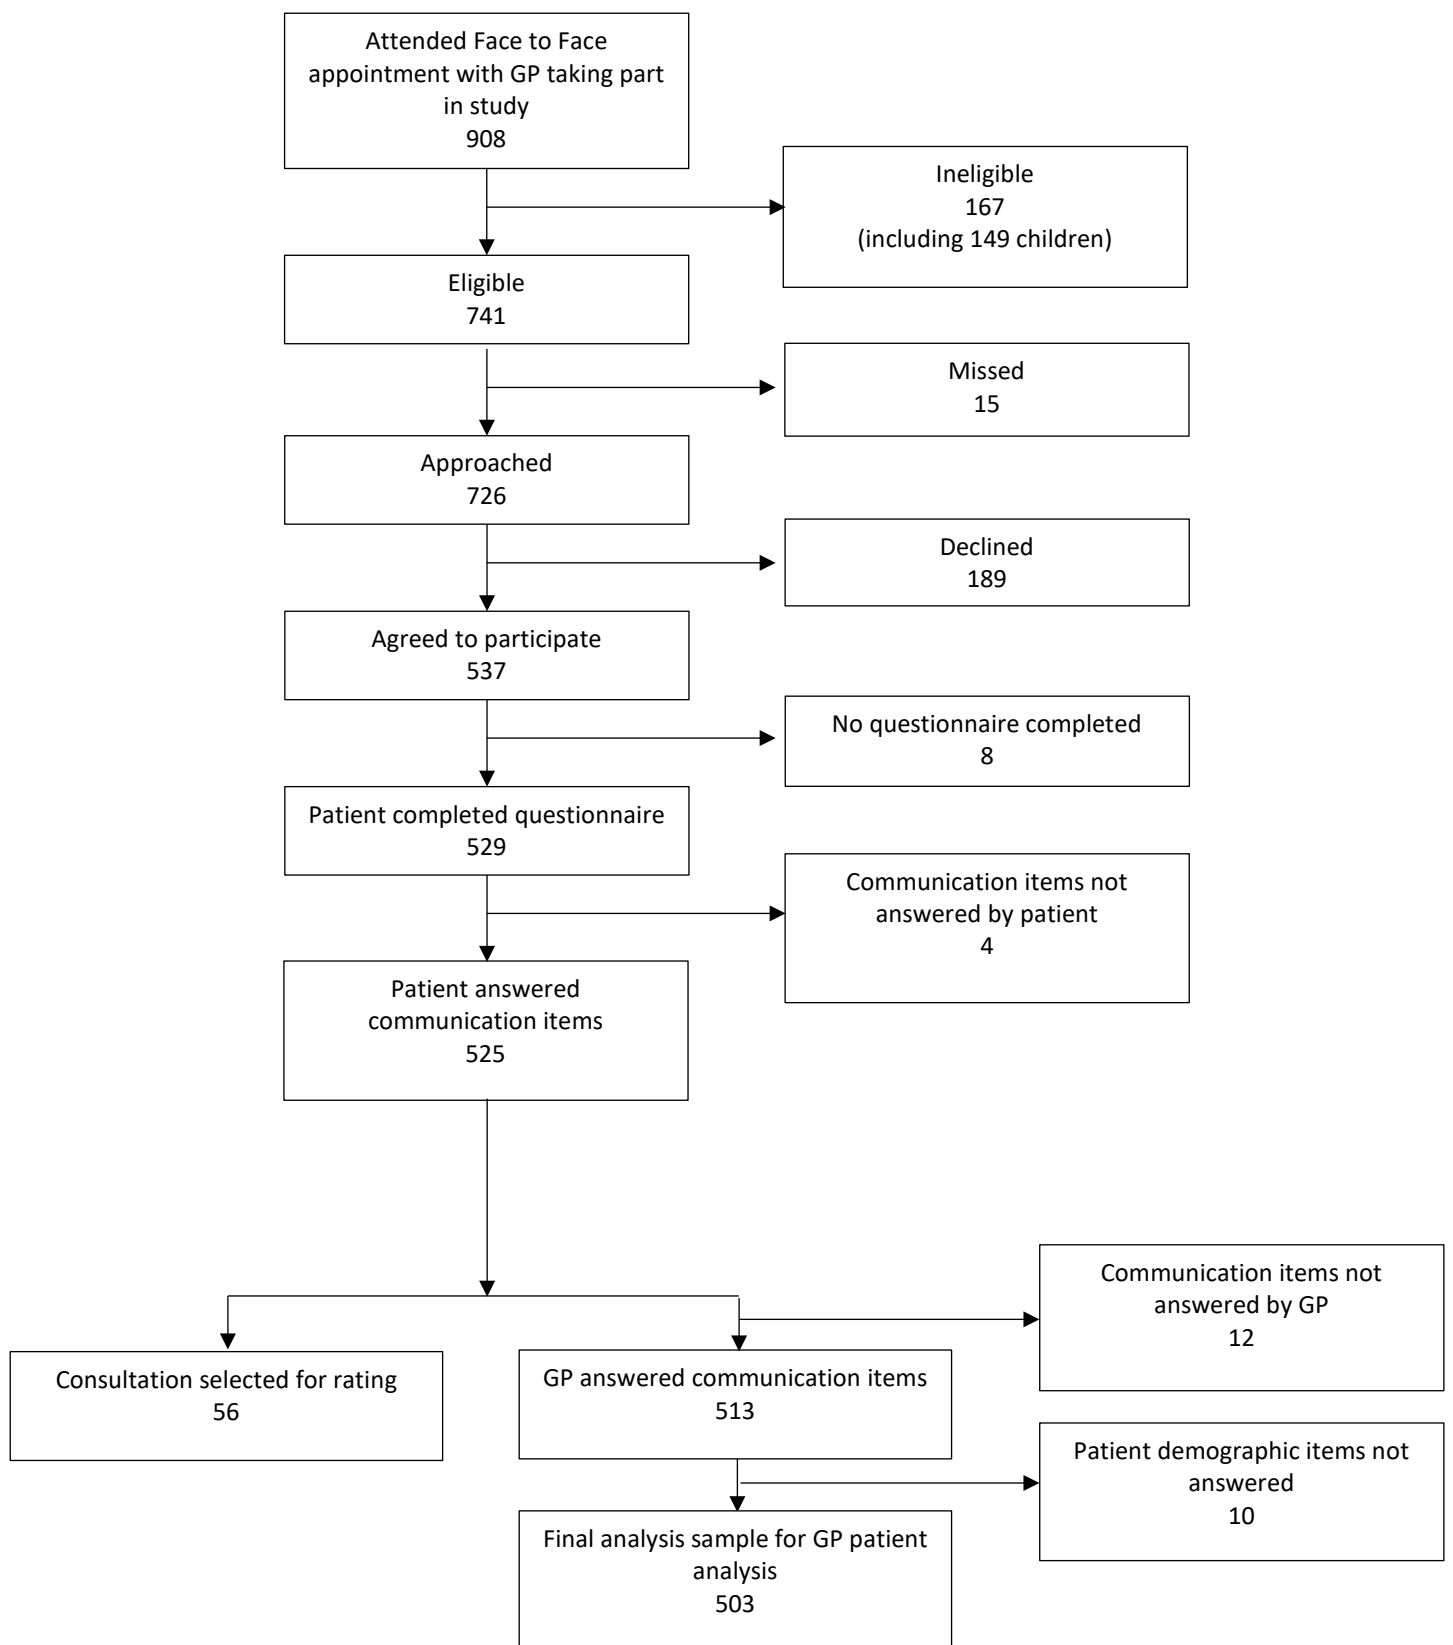 Attended Face to Face
appointment with GP taking part
in study
908
Ineligible
167
(including 149 children)
Eligible
741
Missed
15
Approached
726
Declined
189
Agreed to participate
537
No questionnaire completed
8
Patient completed questionnaire
529
Communication items not
answered by patient
4
Patient answered
communication items
525
Communication items not
answered by GP
12
Consultation selected for rating
56
GP answered communication items
513
Patient demographic items not
answered
10
Final analysis sample for GP patient
analysis
503